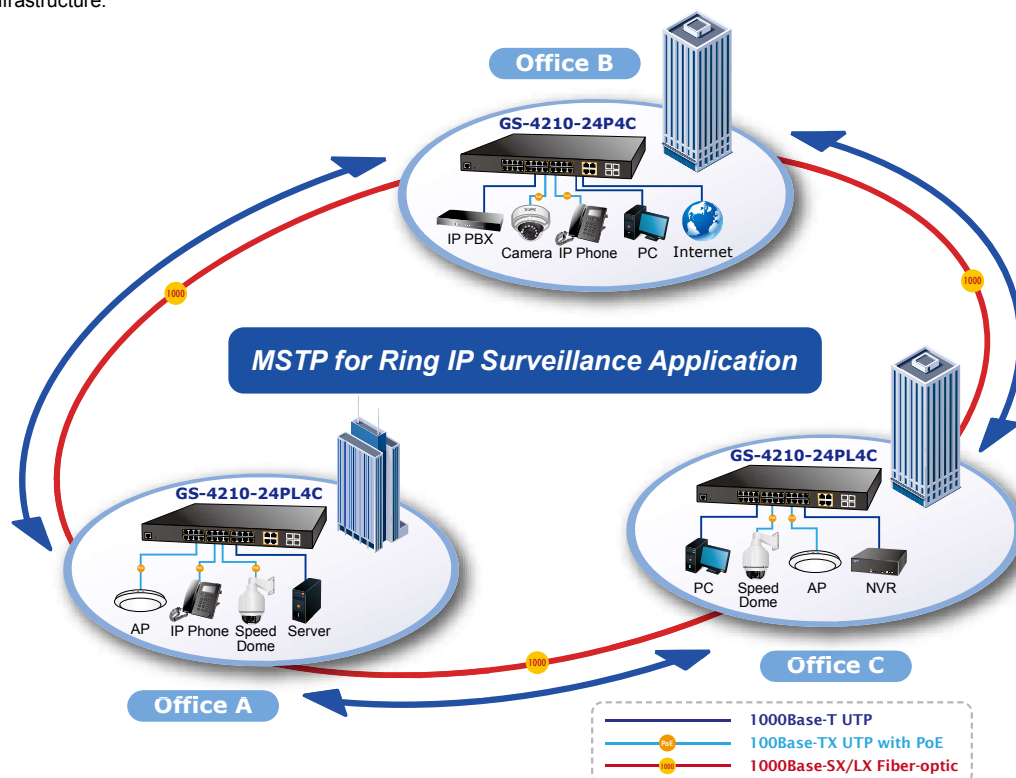 frastructure.
Office B
GS-4210-24P4C
IP PBX
Camera
IP Phone
PC
Internet
1000
1000
MSTP for Ring IP Surveillance Application
GS-4210-24PL4C
GS-4210-24PL4C
PC
Speed
Dome
AP
NVR
AP
IP Phone
Speed
Dome
Server
1000
Office C
Office A
1000Base-T UTP
PoE
100Base-TX UTP with PoE
1000
1000Base-SX/LX Fiber-optic